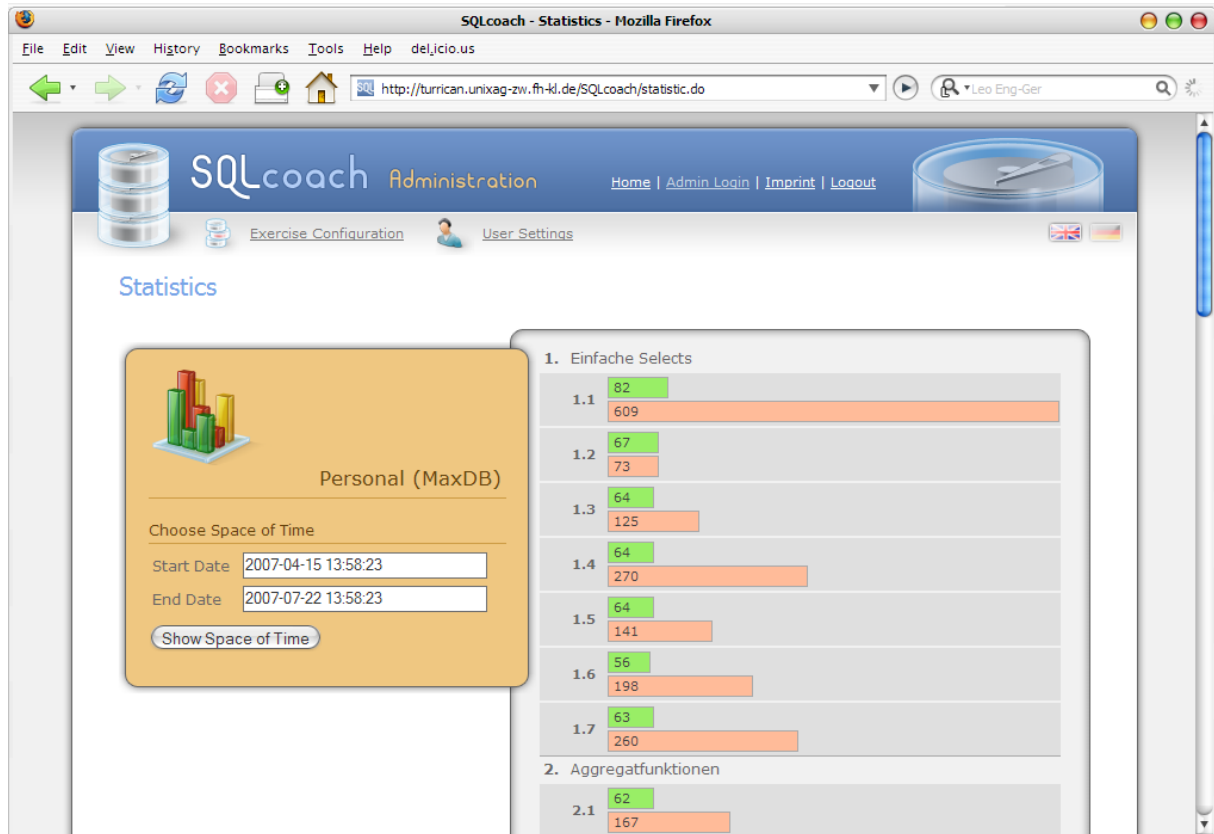 SQLcoach - Statistics - Mozilla Firefox
File Edit View History Bookmarks Tools Help del.icio.us
SQL http://turrican.unixag-zw.fh-kl.de/SQLcoach/statistic.do Leo Eng-Ger
SQLcoach Administration
Home | Admin Login | Imprint | Logout
Exercise Configuration User Settings
Statistics
Personal (MaxDB)
Choose Space of Time
Start Date 2007-04-15 13:58:23
End Date 2007-07-22 13:58:23
Show Space of Time
1. Einfache Selects
1.1
82
609
1.2
67
73
1.3
64
125
1.4
64
270
1.5
64
141
1.6
56
198
1.7
63
260
2. Aggregatfunktionen
2.1
62
167